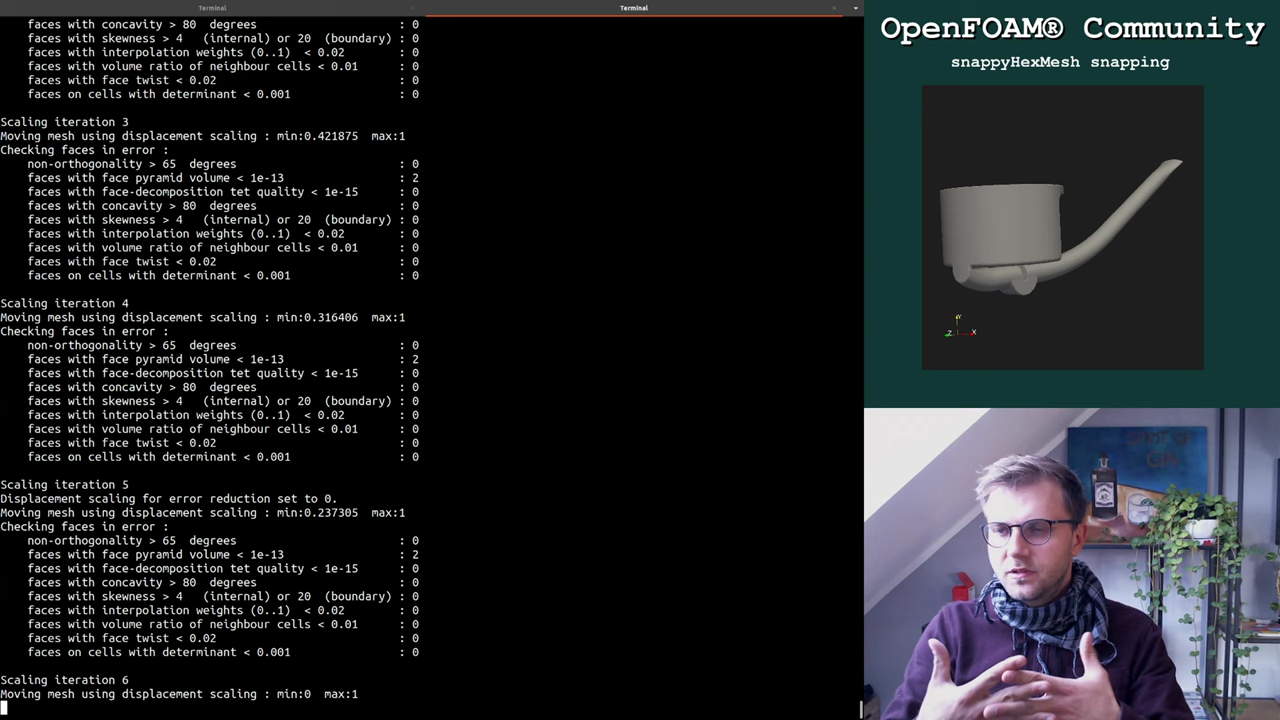 Terminal
Terminal
faces with concavity > 80 degrees : 0
faces with skewness > 4 (internal) or 20 (boundary) : 0
faces with interpolation weights (0..1) < 0.02 : 0
faces with volume ratio of neighbour cells < 0.01 : 0
faces with face twist < 0.02 : 0
faces on cells with determinant < 0.001 : 0
Scaling iteration 3
Moving mesh using displacement scaling : min:0.421875 max:1
Checking faces in error :
non-orthogonality > 65 degrees : 0
faces with face pyramid volume < 1e-13 : 2
faces with face-decomposition tet quality < 1e-15 : 0
faces with concavity > 80 degrees : 0
faces with skewness > 4 (internal) or 20 (boundary) : 0
faces with interpolation weights (0..1) < 0.02 : 0
faces with volume ratio of neighbour cells < 0.01 : 0
faces with face twist < 0.02 : 0
faces on cells with determinant < 0.001 : 0
Scaling iteration 4
Moving mesh using displacement scaling : min:0.316406 max:1
Checking faces in error :
non-orthogonality > 65 degrees : 0
faces with face pyramid volume < 1e-13 : 2
faces with face-decomposition tet quality < 1e-15 : 0
faces with concavity > 80 degrees : 0
faces with skewness > 4 (internal) or 20 (boundary) : 0
faces with interpolation weights (0..1) < 0.02 : 0
faces with volume ratio of neighbour cells < 0.01 : 0
faces with face twist < 0.02 : 0
faces on cells with determinant < 0.001 : 0
Scaling iteration 5
Displacement scaling for error reduction set to 0.
Moving mesh using displacement scaling : min:0.237305 max:1
Checking faces in error :
non-orthogonality > 65 degrees : 0
faces with face pyramid volume < 1e-13 : 2
faces with face-decomposition tet quality < 1e-15 : 0
faces with concavity > 80 degrees : 0
faces with skewness > 4 (internal) or 20 (boundary) : 0
faces with interpolation weights (0..1) < 0.02 : 0
faces with volume ratio of neighbour cells < 0.01 : 0
faces with face twist < 0.02 : 0
faces on cells with determinant < 0.001 : 0
Scaling iteration 6
Moving mesh using displacement scaling : min:0 max:1
OpenFOAM® Community
snappyHexMesh snapping
Y
Z X
SPIRIT OF
GIN